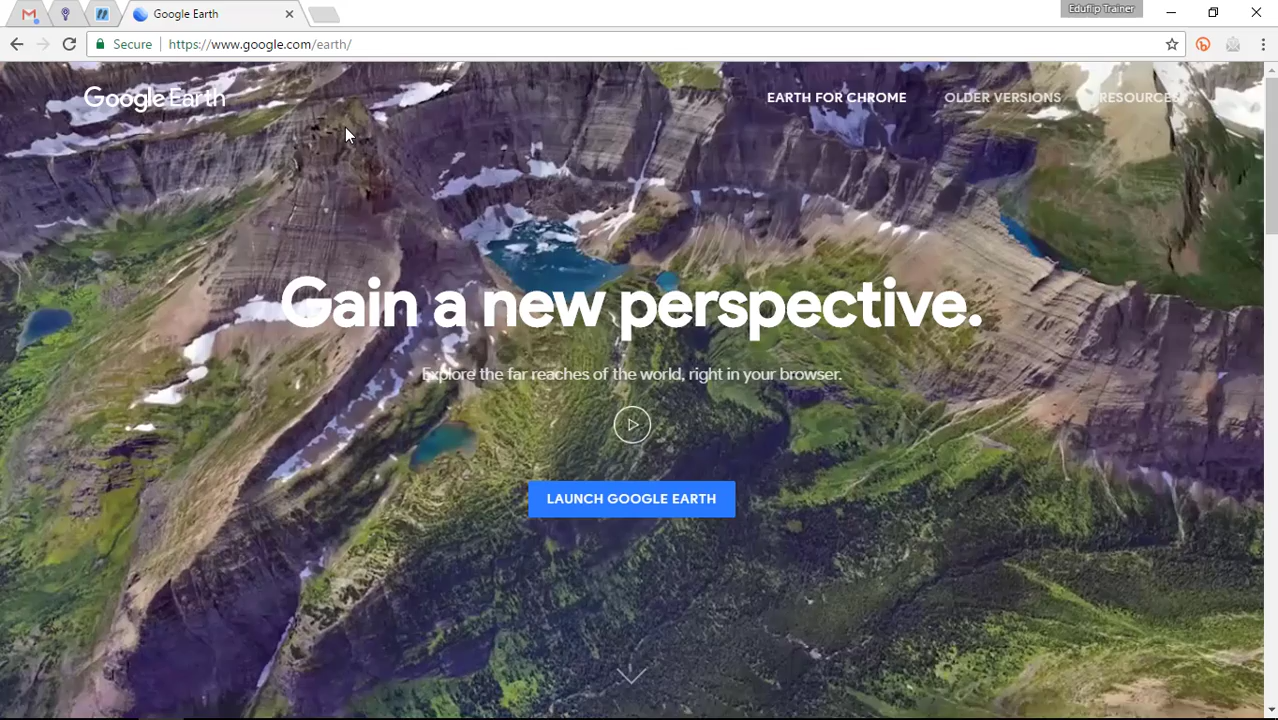 Google Earth
Eduflip Trainer
Secure
https://www.google.com/earth/
Google Earth
EARTH FOR CHROME
OLDER VERSIONS
RESOURCES
Gain a new perspective.
Explore the far reaches of the world, right in your browser.
LAUNCH GOOGLE EARTH